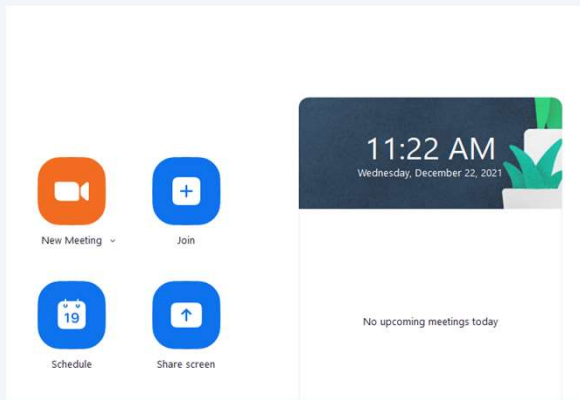 11:22 AM
Wednesday, December 22, 2021
New Meeting
Join
19
Schedule
Share screen
No upcoming meetings today